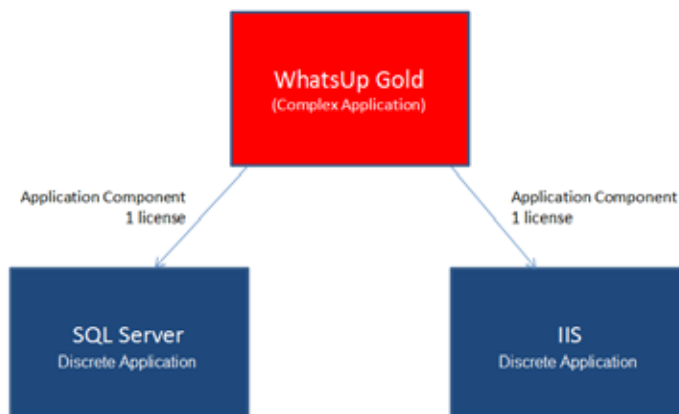 WhatsUp Gold
(Complex Application)
Application Component
1 license
Application Component
1 license
SQL Server
Discrete Application
IIS
Discrete Application